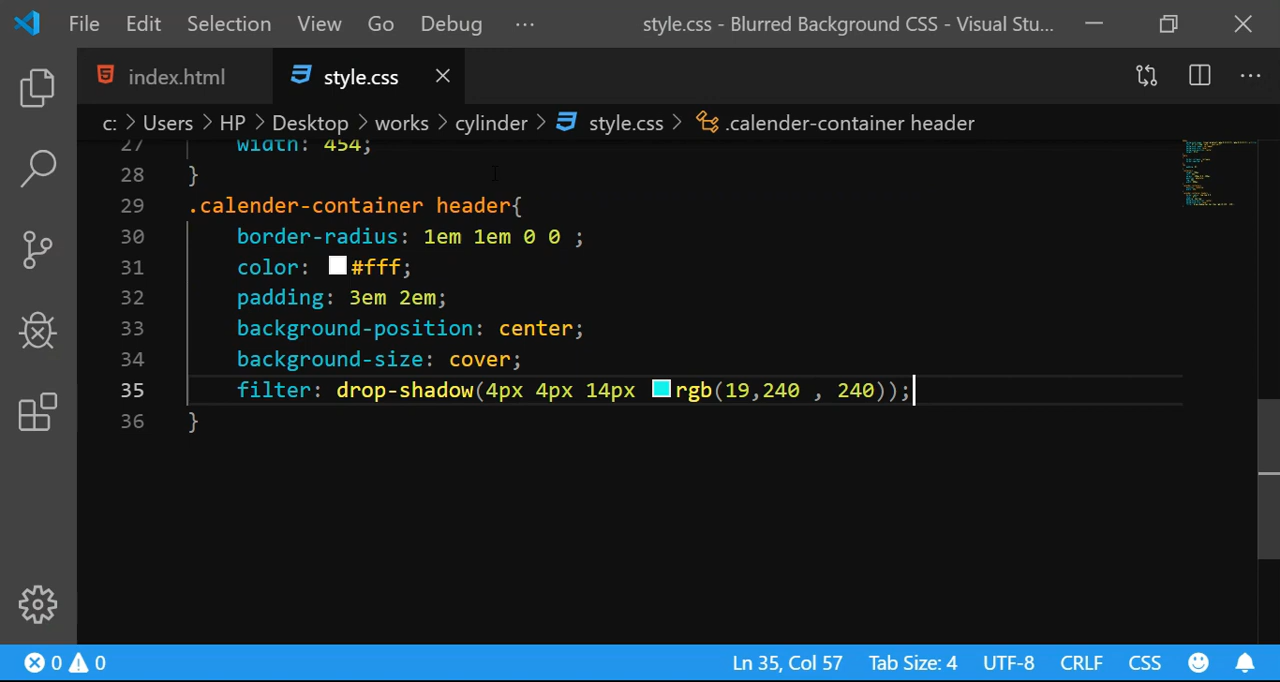 File Edit Selection View Go Debug ··· style.css - Blurred Background CSS - Visual Stu...
index.html style.css
c: > Users > HP > Desktop > works > cylinder > style.css > .calender-container header
27 width: 454;
28 }
29 .calender-container header{
30 border-radius: 1em 1em 0 0 ;
31 color: #fff;
32 padding: 3em 2em;
33 background-position: center;
34 background-size: cover;
35 filter: drop-shadow(4px 4px 14px rgb(19,240 , 240));
36 }
0 0 Ln 35, Col 57 Tab Size: 4 UTF-8 CRLF CSS